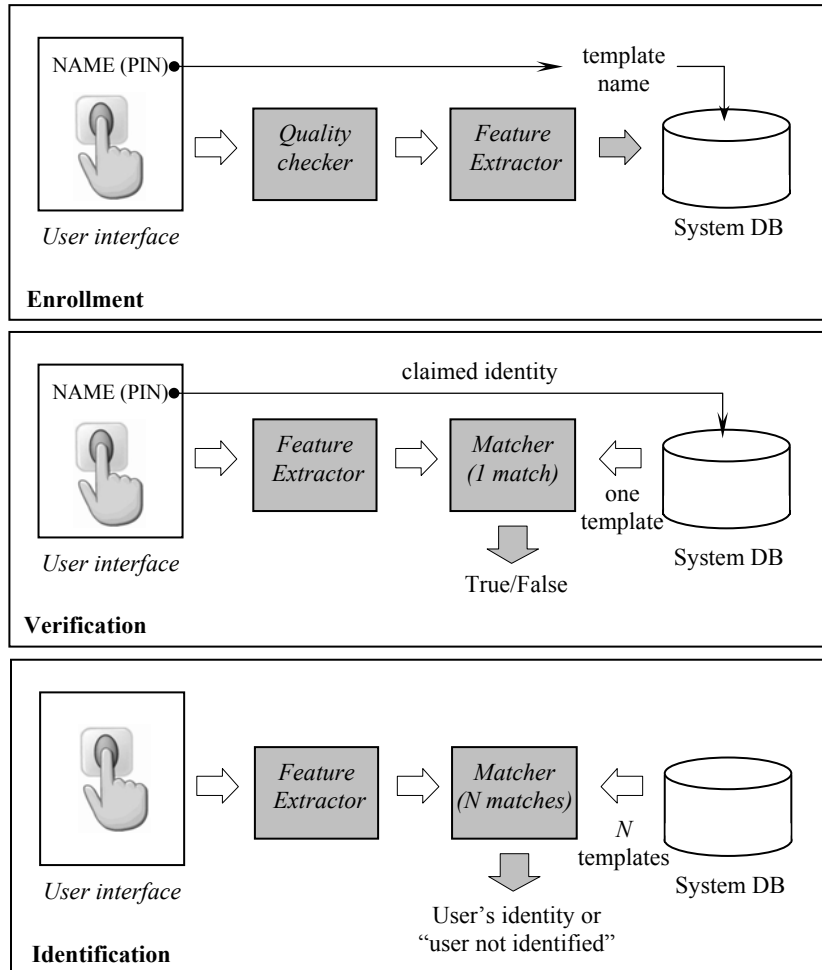 NAME (PIN)
template
name
Quality
checker
Feature
Extractor
User interface
System DB
Enrollment
NAME (PIN)
claimed identity
Feature
Extractor
Matcher
(1 match)
one
template
User interface
System DB
True/False
Verification
Feature
Extractor
Matcher
(N matches)
N
templates
User interface
System DB
User’s identity or
“user not identified”
Identification